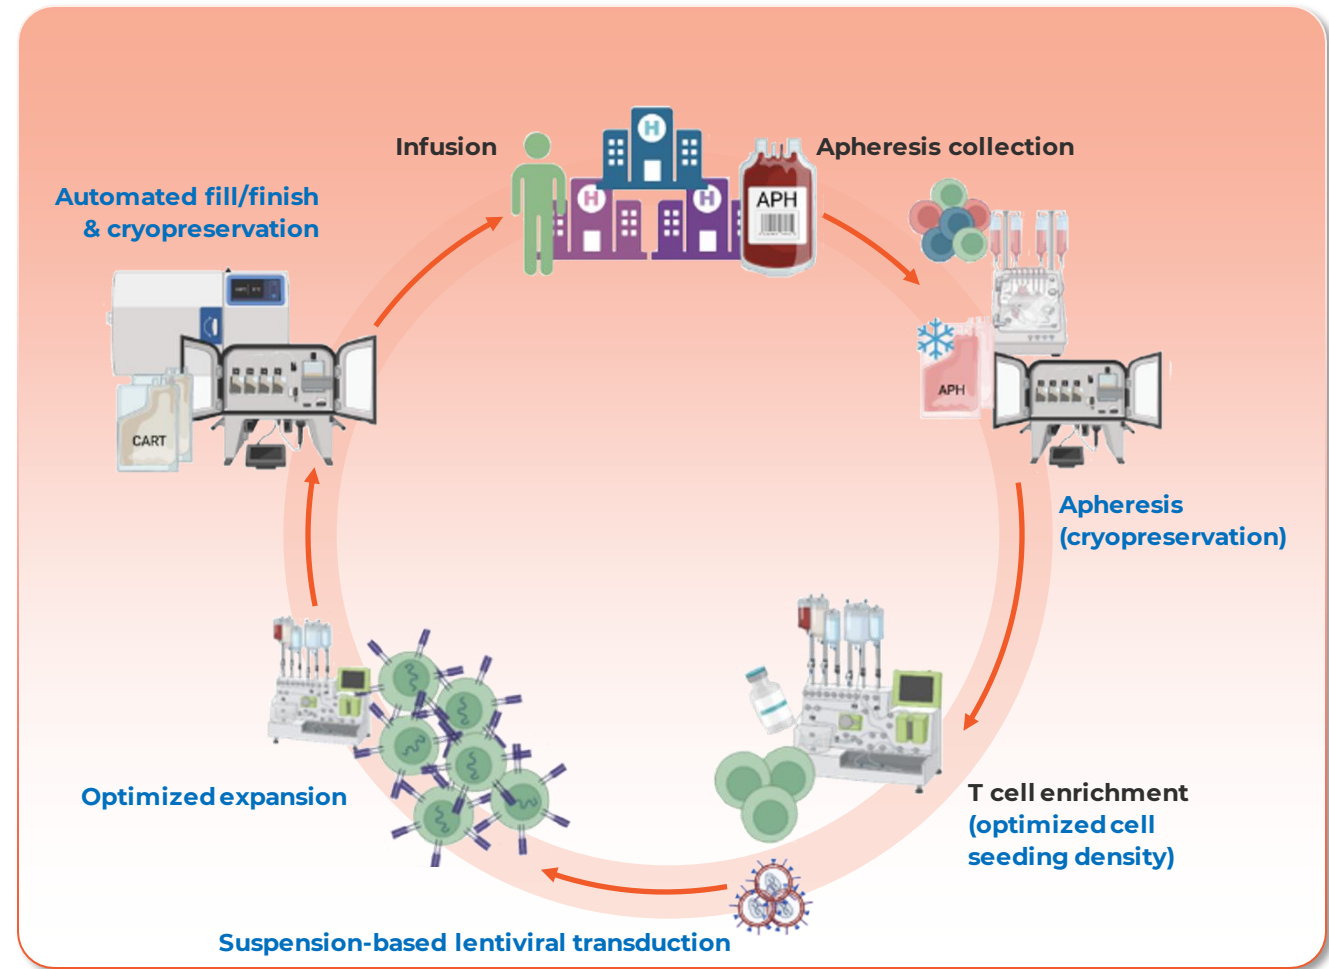 Infusion
Apheresis collection
H
H
H
APH
Automated fill/finish
& cryopreservation
APH
CART
Apheresis
(cryopreservation)
Optimized expansion
T cell enrichment
(optimized cell
seeding density)
Suspension-based lentiviral transduction